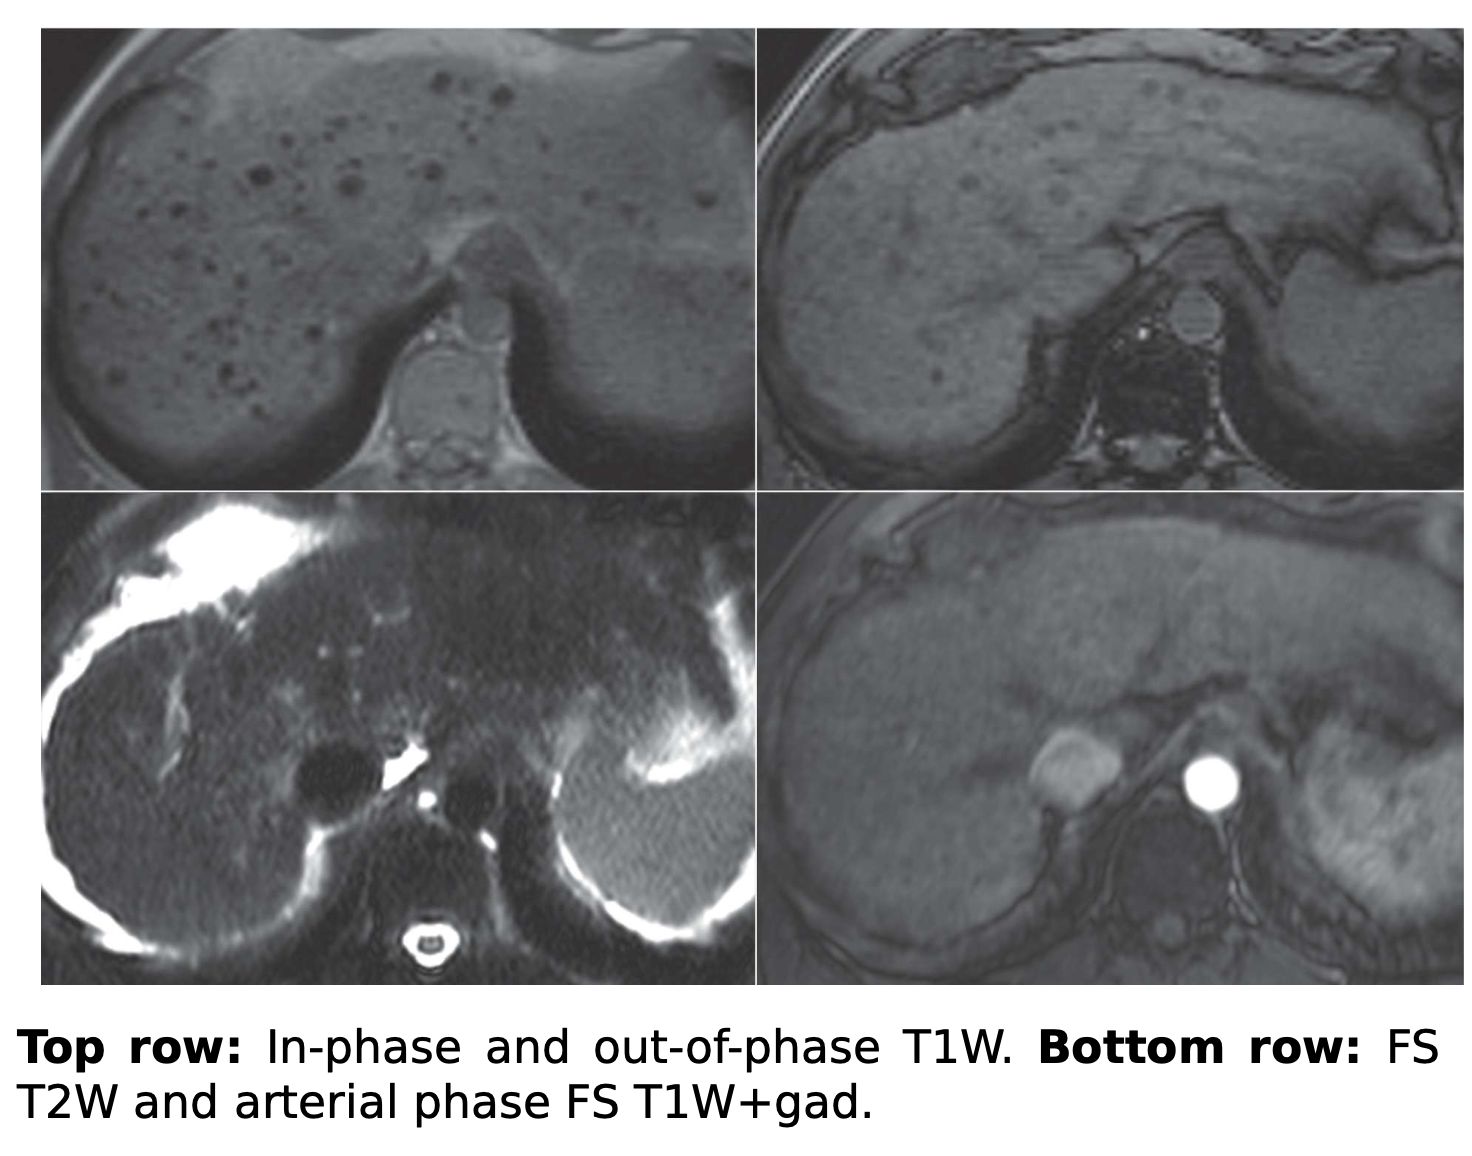 Top row: In-phase and out-of-phase T1W. Bottom row: FS
T2W and arterial phase FS T1W+gad.